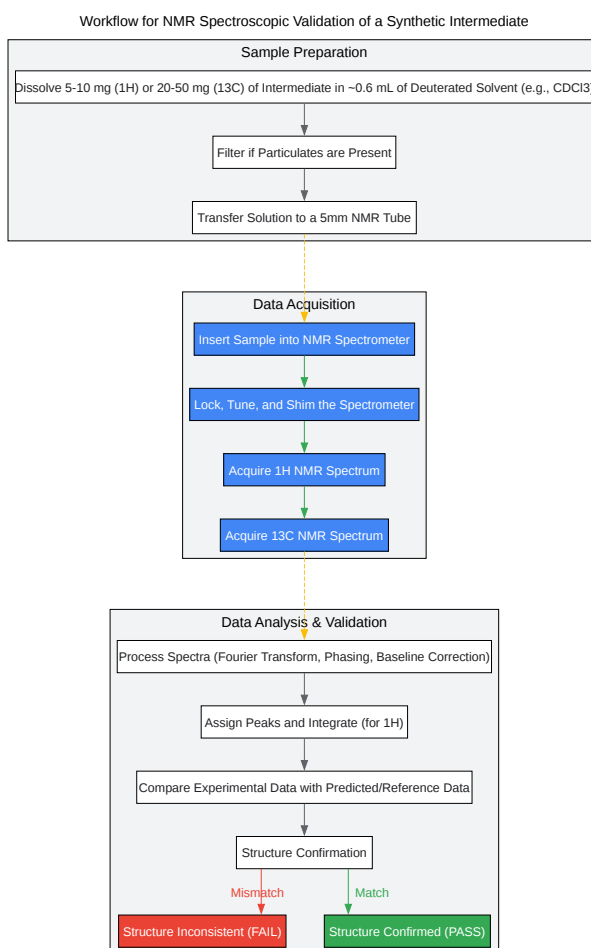 Workflow for NMR Spectroscopic Validation of a Synthetic Intermediate
Sample Preparation
Dissolve 5-10 mg (1H) or 20-50 mg (13C) of Intermediate in ~0.6 mL of Deuterated Solvent (e.g., CDCl3)
Filter if Particulates are Present
Transfer Solution to a 5mm NMR Tube
Data Acquisition
Insert Sample into NMR Spectrometer
Lock, Tune, and Shim the Spectrometer
Acquire 1H NMR Spectrum
Acquire 13C NMR Spectrum
Data Analysis & Validation
Process Spectra (Fourier Transform, Phasing, Baseline Correction)
Assign Peaks and Integrate (for 1H)
Compare Experimental Data with Predicted/Reference Data
Structure Confirmation
Mismatch
Match
Structure Inconsistent (FAIL)
Structure Confirmed (PASS)